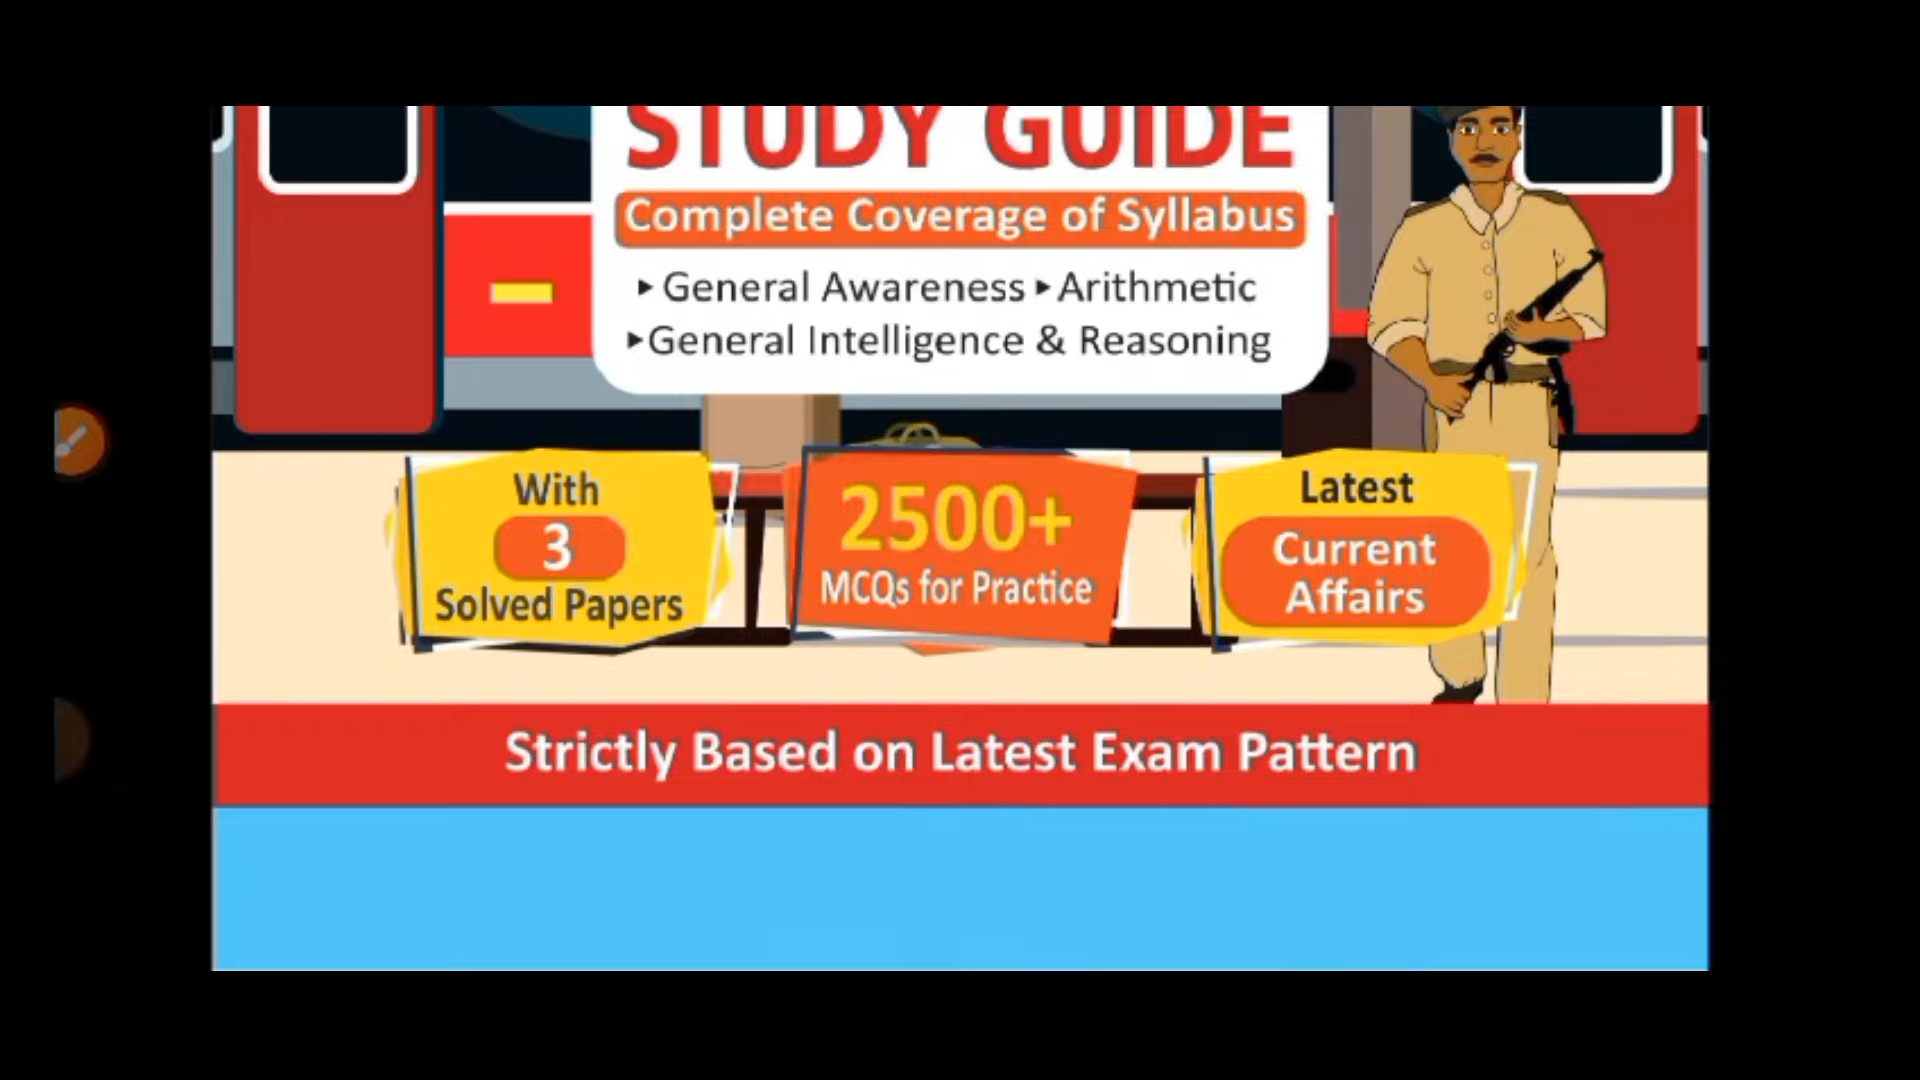 STUDY GUIDE
Complete Coverage of Syllabus
▸ General Awareness ▸ Arithmetic
▸ General Intelligence & Reasoning
With
3
Solved Papers
2500+
MCQs for Practice
Latest
Current
Affairs
Strictly Based on Latest Exam Pattern